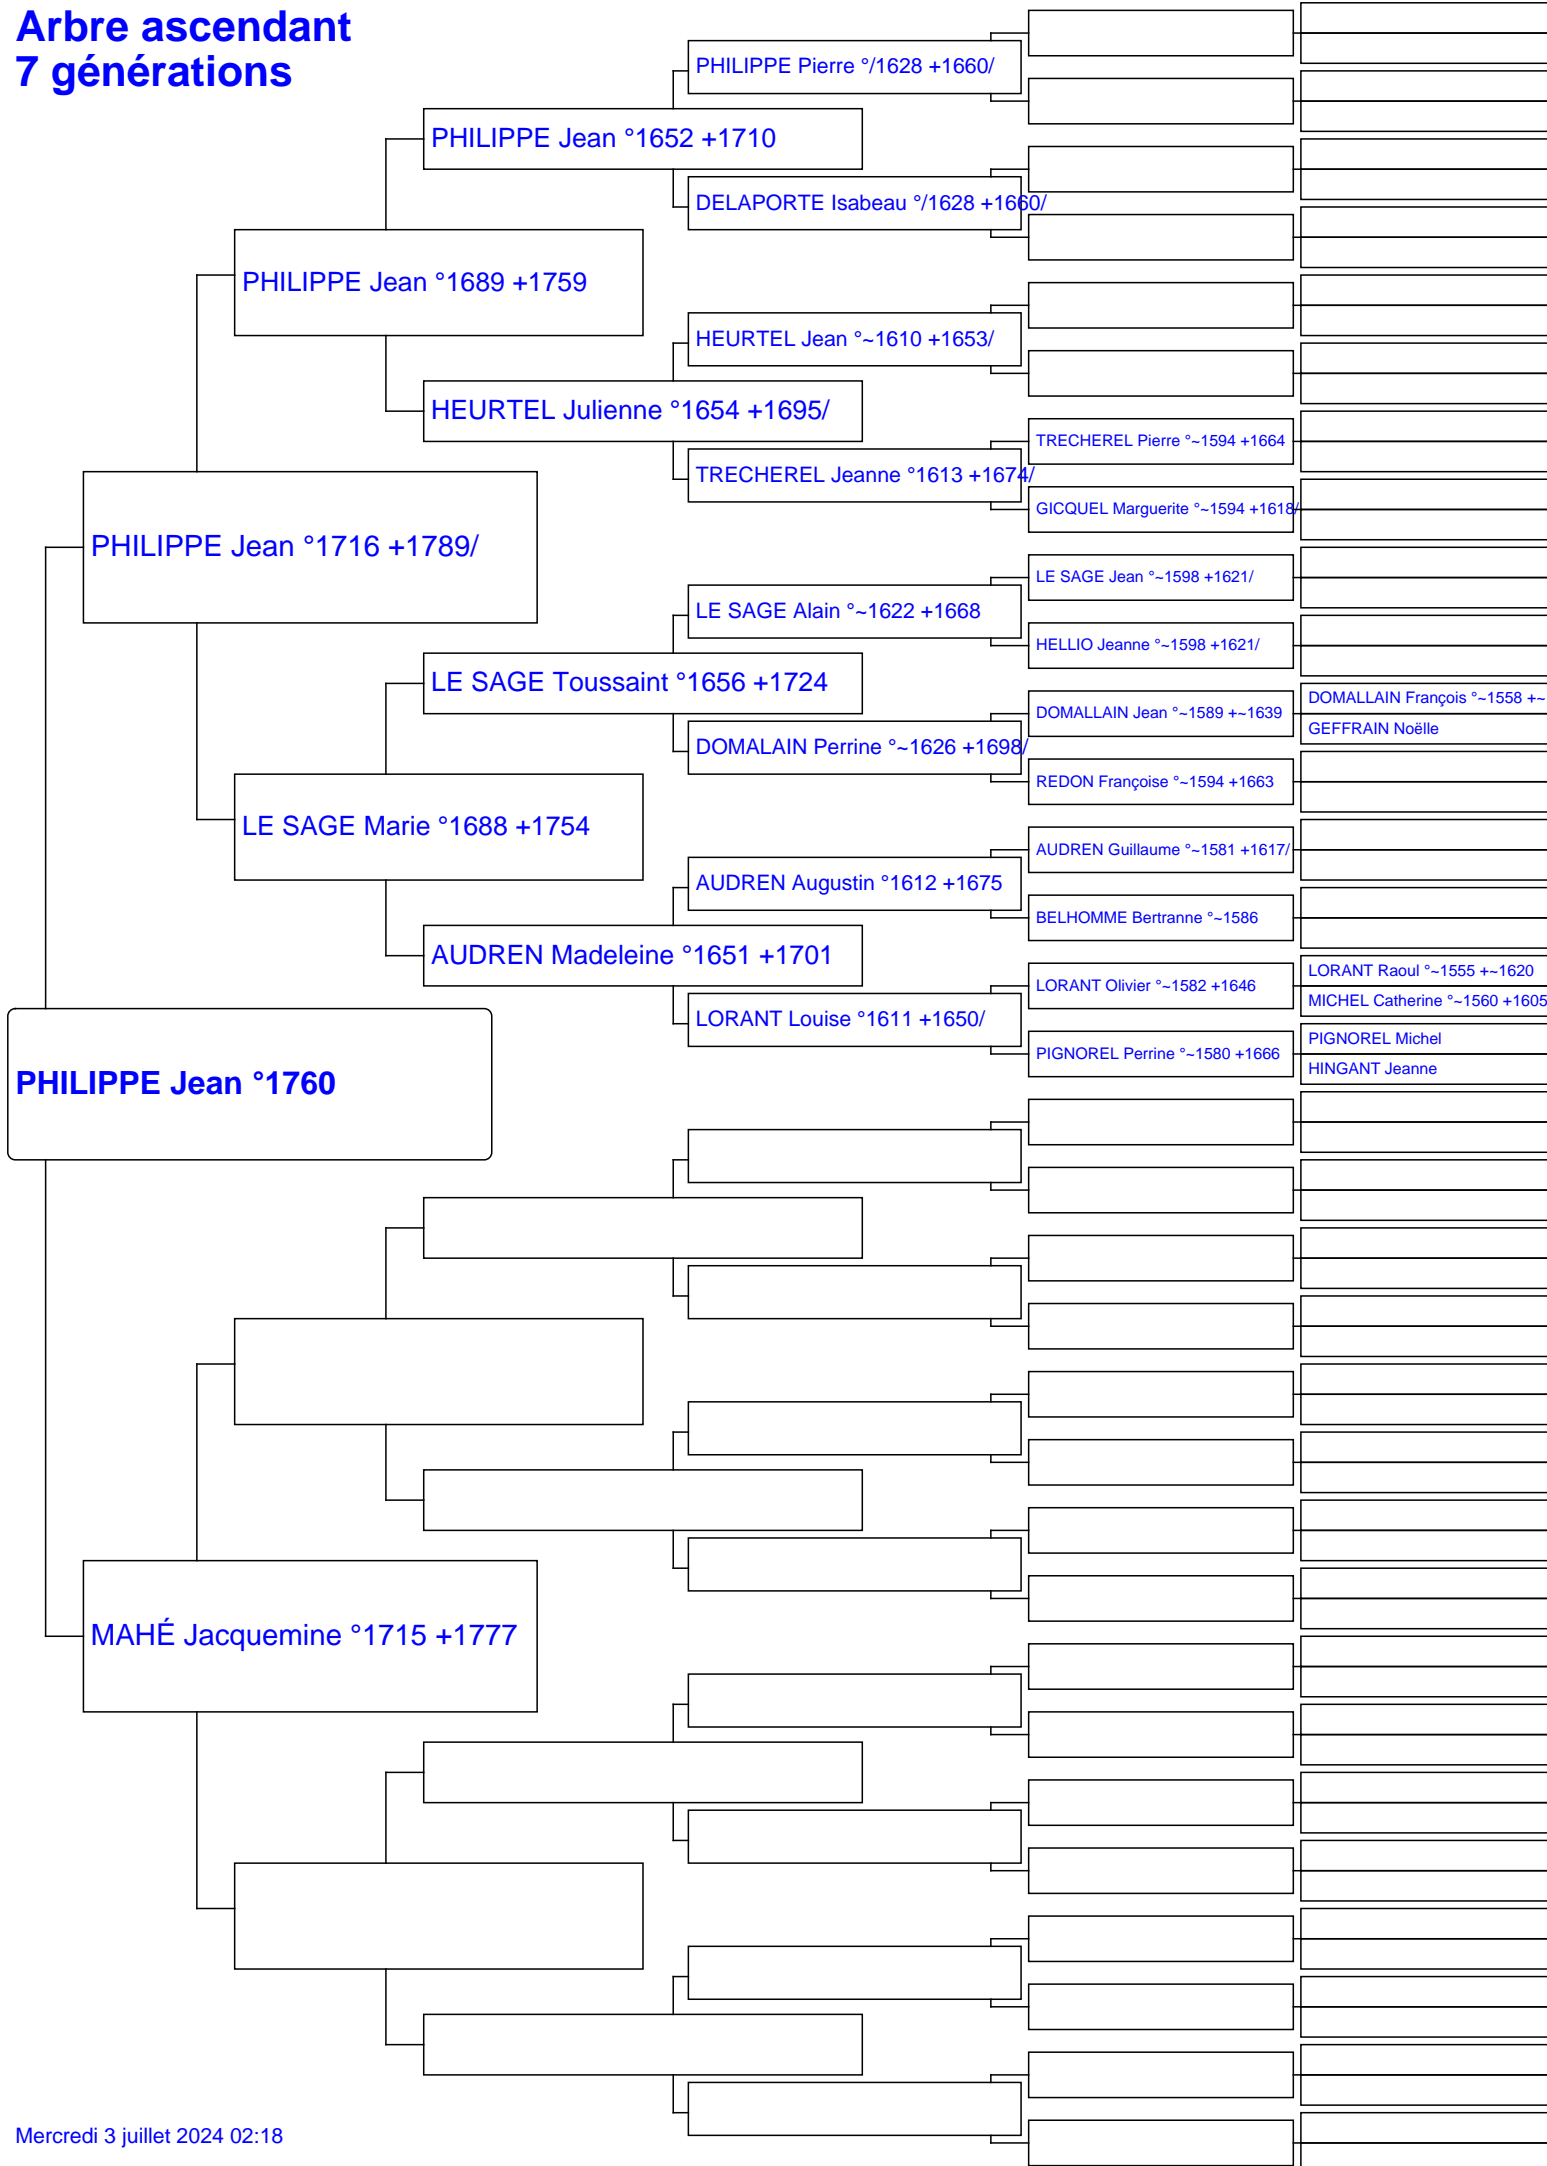 Arbre ascendant
7 générations
PHILIPPE Pierre °/1628 +1660/
PHILIPPE Jean °1652 +1710
DELAPORTE Isabeau °/1628 +1660/
PHILIPPE Jean °1689 +1759
HEURTEL Jean °~1610 +1653/
HEURTEL Julienne °1654 +1695/
TRECHEREL Pierre °~1594 +1664
TRECHEREL Jeanne °1613 +1674/
GICQUEL Marguerite °~1594 +1618/
PHILIPPE Jean °1716 +1789/
LE SAGE Jean °~1598 +1621/
LE SAGE Alain °~1622 +1668
HELLIO Jeanne °~1598 +1621/
LE SAGE Toussaint °1656 +1724
DOMALLAIN François °~1558 +~
DOMALLAIN Jean °~1589 +~1639
GEFFRAIN Noëlle
DOMALAIN Perrine °~1626 +1698/
REDON Françoise °~1594 +1663
LE SAGE Marie °1688 +1754
AUDREN Guillaume °~1581 +1617/
AUDREN Augustin °1612 +1675
BELHOMME Bertranne °~1586
AUDREN Madeleine °1651 +1701
LORANT Raoul °~1555 +~1620
LORANT Olivier °~1582 +1646
MICHEL Catherine °~1560 +1605
LORANT Louise °1611 +1650/
PIGNOREL Michel
PIGNOREL Perrine °~1580 +1666
HINGANT Jeanne
PHILIPPE Jean °1760
MAHÉ Jacquemine °1715 +1777
Mercredi 3 juillet 2024 02:18